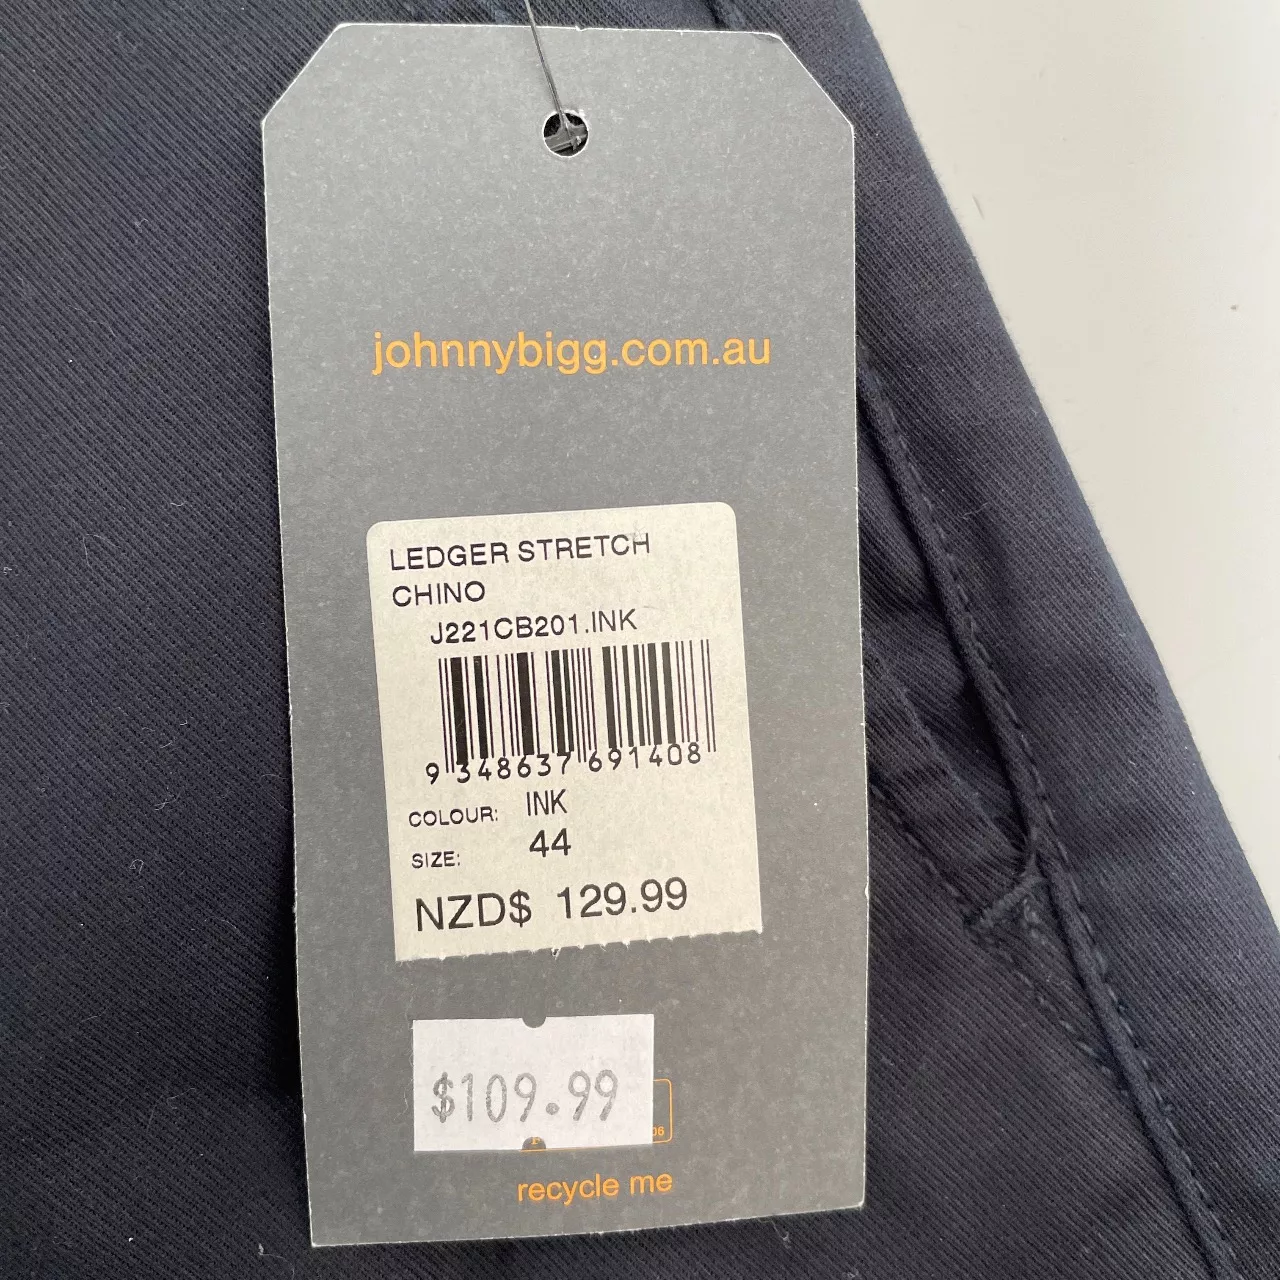 johnnybigg.com.au
LEDGER STRETCH
CHINO
J221CB201.INK
9 348637 691408
COLOUR: INK
SIZE: 44
NZD$ 129.99
$109.99
06
recycle me